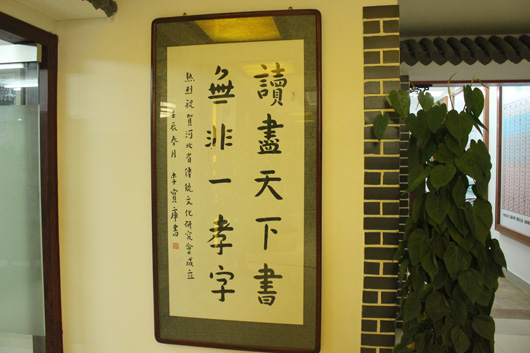 讀盡天下書
無非一孝字
熱烈祝賀河北省傳統文化研究會成立
壬辰春月 李寶庫書